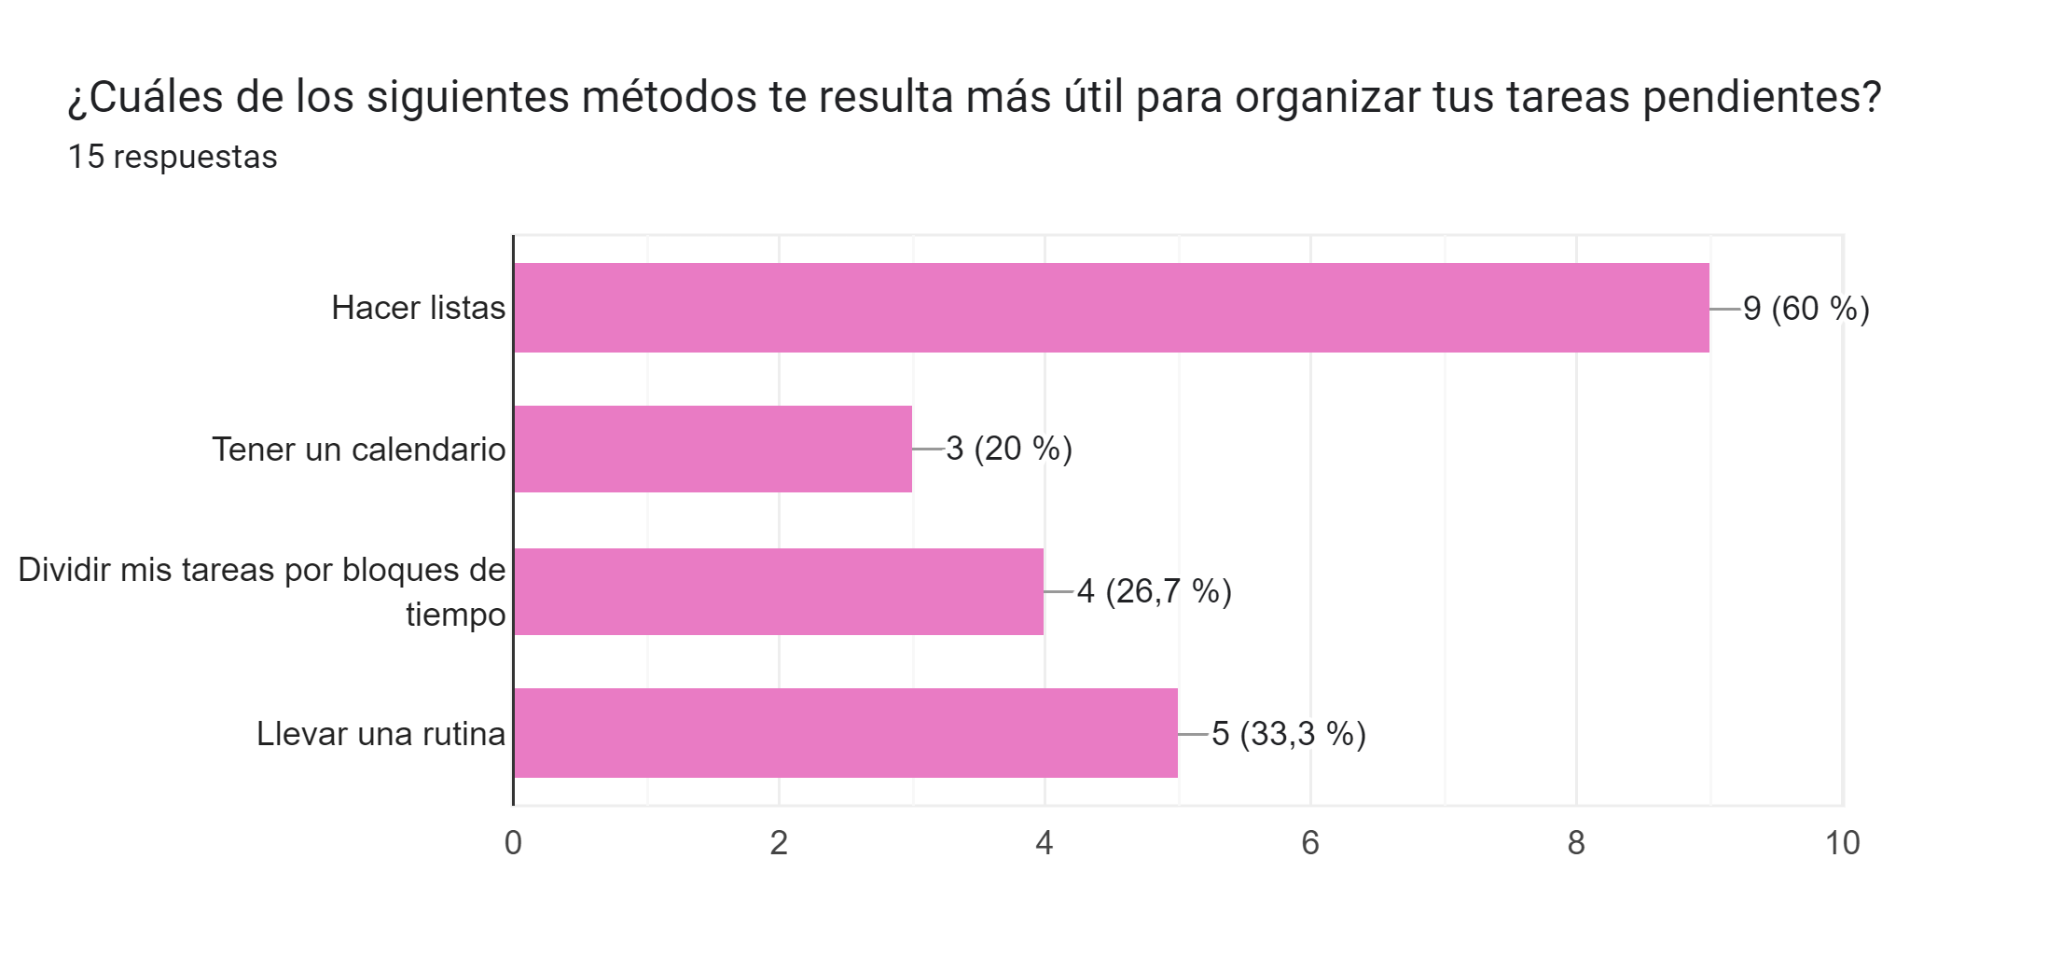 ¿Cuáles de los siguientes métodos te resulta más útil para organizar tus tareas pendientes?
15 respuestas
Hacer listas
9 (60 %)
Tener un calendario
3 (20 %)
Dividir mis tareas por bloques de
tiempo
4 (26,7 %)
Llevar una rutina
5 (33,3 %)
0 2 4 6 8 10